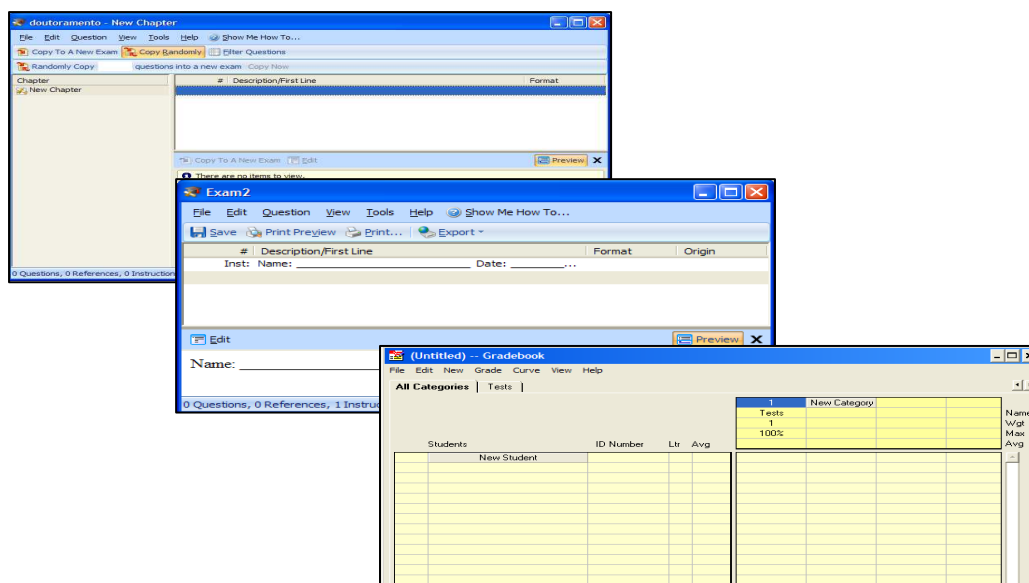 doutoramento - New Chapter
File Edit Question View Tools Help Show Me How To...
Copy To A New Exam Copy Randomly Filter Questions
Randomly Copy questions into a new exam Copy Now
Chapter # Description/First Line Format
New Chapter
Copy To A New Exam Edit Preview
There are no items to view.
0 Questions, 0 References, 0 Instruction
Exam2
File Edit Question View Tools Help Show Me How To...
Save Print Preview Print... Export
# Description/First Line Format Origin
Inst: Name: ______________________ Date: ________...
Edit Preview
Name: ______________
0 Questions, 0 References, 1 Instru
(Untitled) -- Gradebook
File Edit New Grade Curve View Help
All Categories Tests
1 New Category
Tests Name
1 Wgt
100% Max
Students ID Number Ltr Avg Avg
New Student